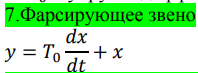 7.Фарсирующее звено
y = T₀ dx/dt + x